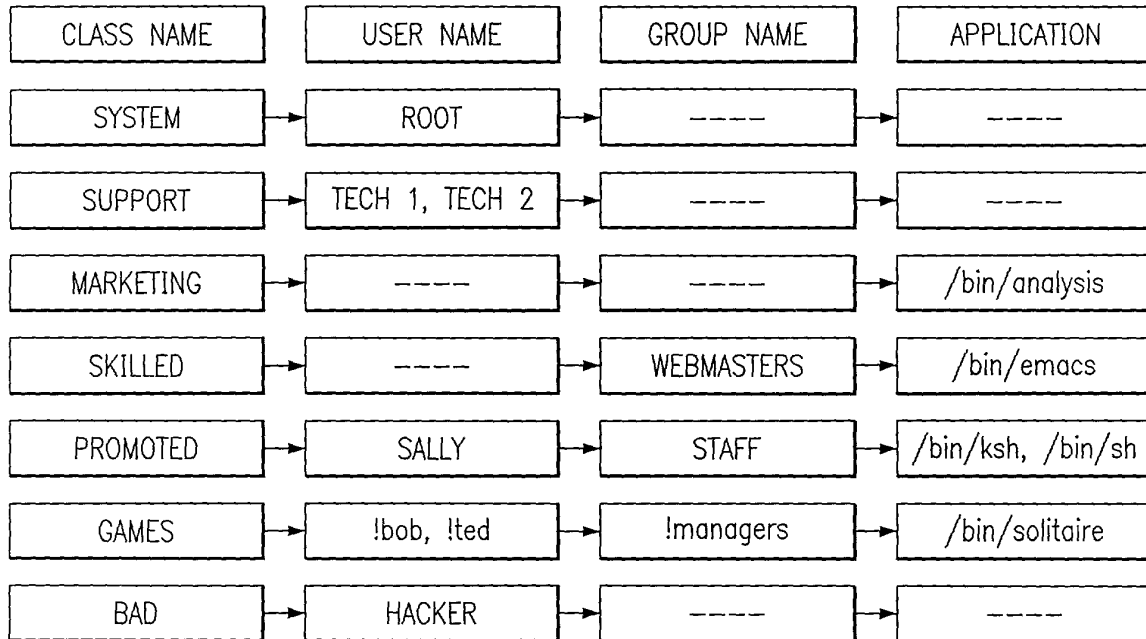 CLASS NAME USER NAME GROUP NAME APPLICATION
SYSTEM ROOT ---- ----
SUPPORT TECH 1, TECH 2 ---- ----
MARKETING ---- ---- /bin/analysis
SKILLED ---- WEBMASTERS /bin/emacs
PROMOTED SALLY STAFF /bin/ksh, /bin/sh
GAMES !bob, !ted !managers /bin/solitaire
BAD HACKER ---- ----